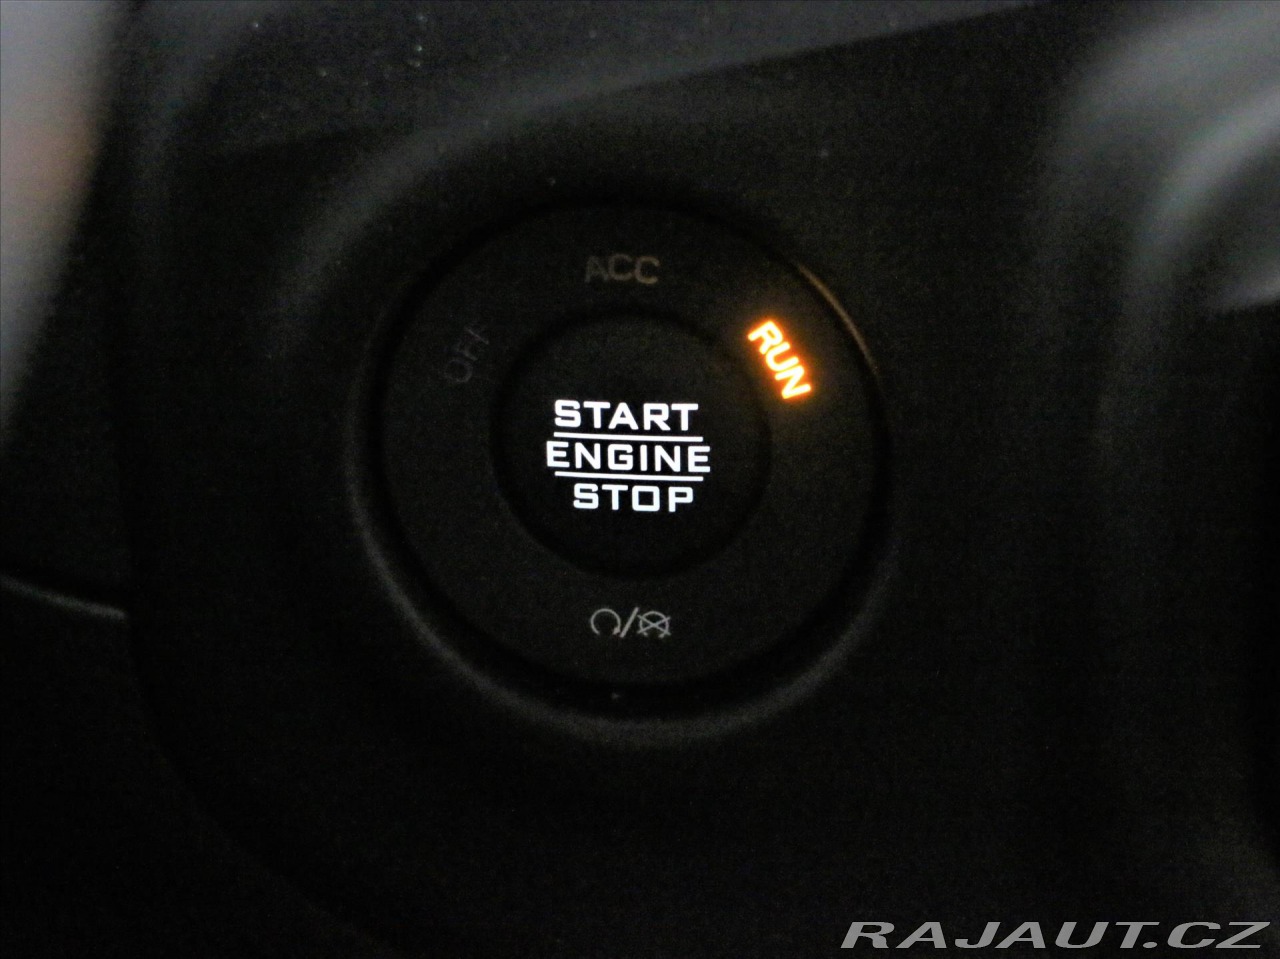 ACC
OFF
RUN
START
ENGINE
STOP
RAJAUT.CZ